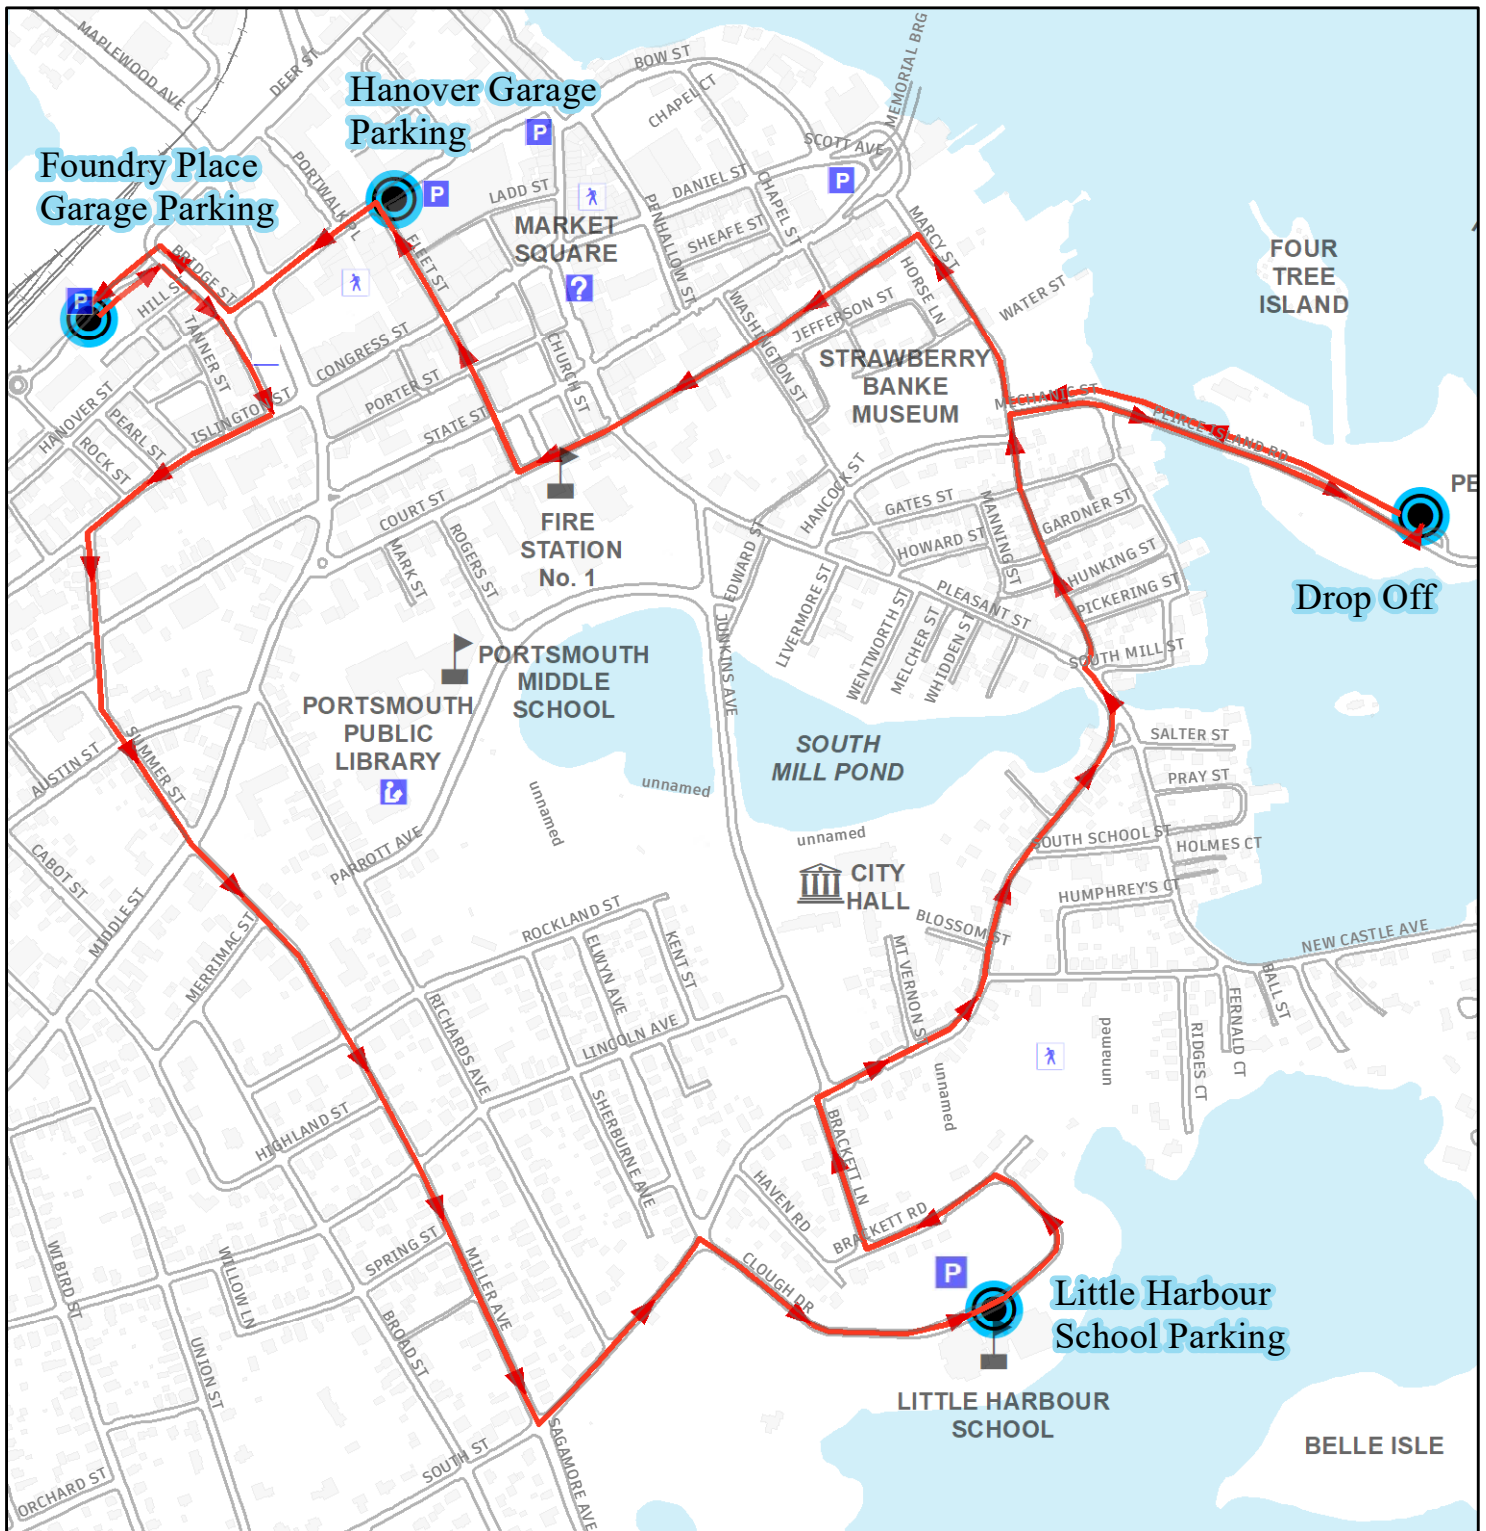 MAPLEWOOD AVE
DEER ST
BOW ST
MEMORIAL BRG
Hanover Garage
Parking
P
CHAPEL CT
SCOTT AVE
Foundry Place
Garage Parking
PORTWALK PL
P
LADD ST
DANIEL ST
CHAPEL ST
P
PENHALLOW ST
MARKET
SQUARE
SHEAFE ST
MARCY ST
FLEET ST
BRIDGE ST
HILL ST
P
?
HORSE LN
WATER ST
FOUR
TREE
ISLAND
TANNER ST
CONGRESS ST
CHURCH ST
WASHINGTON ST
JEFFERSON ST
STRAWBERRY
BANKE
MUSEUM
HANOVER ST
PEARL ST
ROCK ST
ISLINGTON ST
PORTER ST
STATE ST
MECHANIC ST
PEIRCE ISLAND RD
PE
COURT ST
MARK ST
ROGERS ST
FIRE
STATION
No. 1
HANCOCK ST
GATES ST
MANNING ST
GARDNER ST
HOWARD ST
HUNKING ST
PICKERING ST
EDWARD ST
LIVERMORE ST
PLEASANT ST
WENTWORTH ST
MELCHER ST
WHIDDEN ST
SOUTH MILL ST
Drop Off
PORTSMOUTH
MIDDLE
SCHOOL
JUNKINS AVE
PORTSMOUTH
PUBLIC
LIBRARY
SOUTH
MILL POND
SALTER ST
PRAY ST
AUSTIN ST
SUMMER ST
unnamed
unnamed
unnamed
SOUTH SCHOOL ST
HOLMES CT
CABOT ST
PARROTT AVE
CITY
HALL
HUMPHREY'S CT
MIDDLE ST
MERRIMAC ST
ROCKLAND ST
ELWYN AVE
KENT ST
BLOSSOM ST
NEW CASTLE AVE
MT VERNON S
BALL ST
FERNALD CT
RIDGES CT
RICHARDS AVE
LINCOLN AVE
unnamed
unnamed
HIGHLAND ST
SHERBURNE AVE
BRACKETT LN
HAVEN RD
BRACKETT RD
WIBIRD ST
WILLOW LN
SPRING ST
MILLER AVE
CLOUGH DR
P
Little Harbour
School Parking
UNION ST
BROAD ST
LITTLE HARBOUR
SCHOOL
BELLE ISLE
ORCHARD ST
SOUTH ST
SAGAMORE AVE